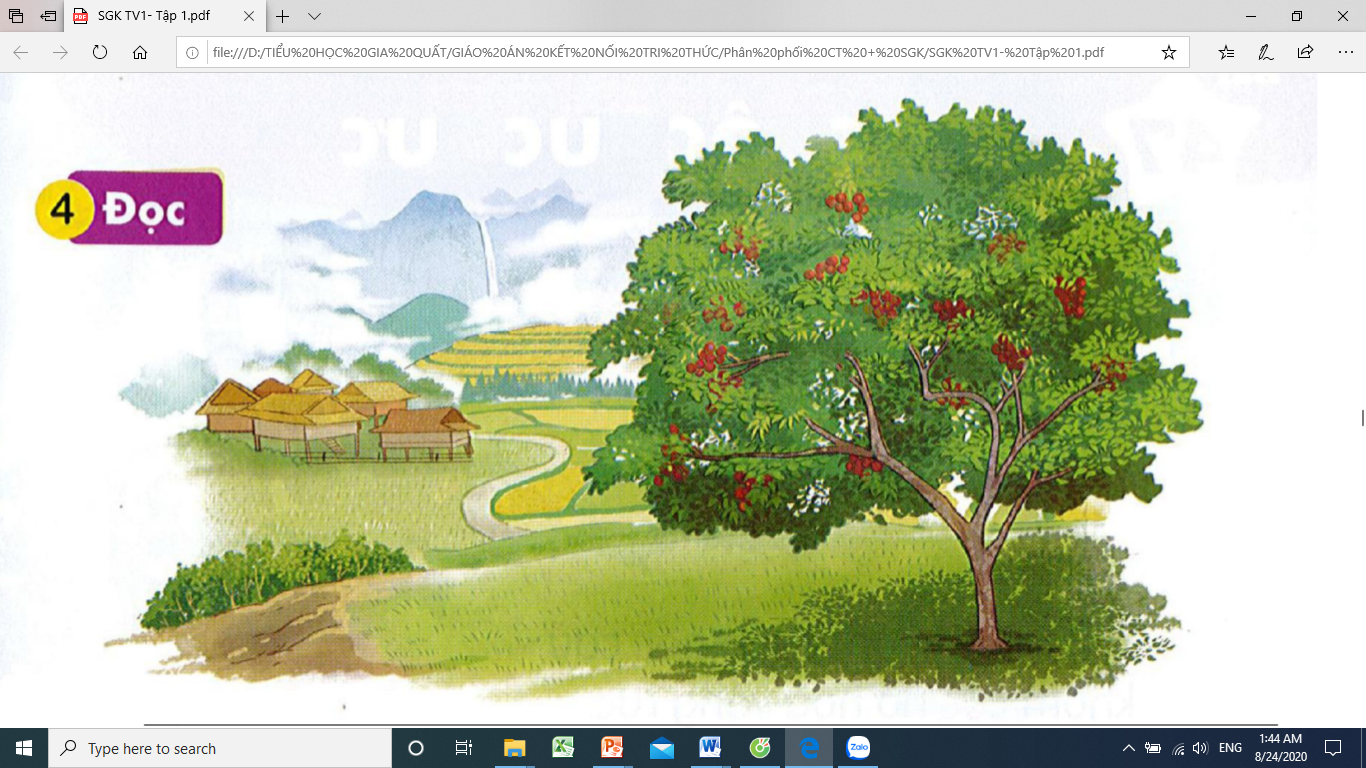 SGK TV1- Tập 1.pdf
file:///D:/TIỂU%20HỌC%20GIA%20QUẤT/GIÁO%20ÁN%20KẾT%20NỐI%20TRI%20THỨC/Phân%20phối%20CT%20+%20SGK/SGK%20TV1-%20Tập%201.pdf
4 Đọc
Type here to search
Zalo
ENG
1:44 AM
8/24/2020